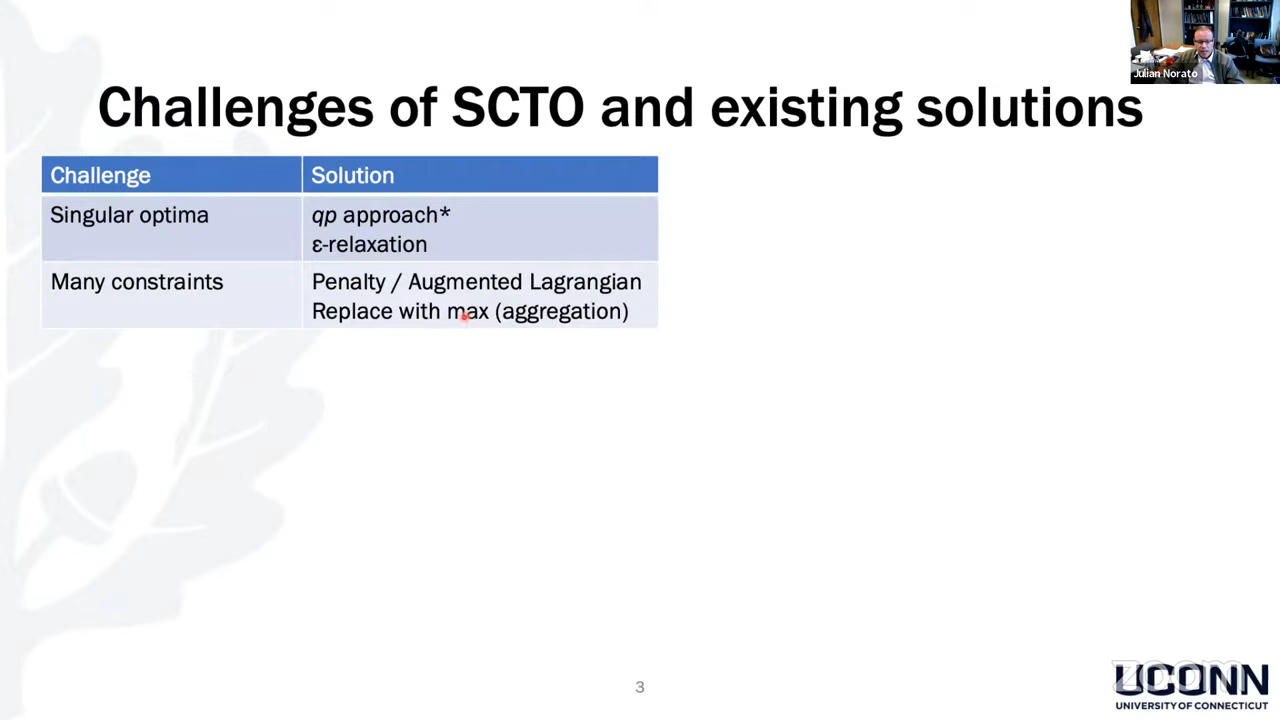 Julian Norato
Challenges of SCTO and existing solutions
Challenge Solution
Singular optima qp approach*
ε-relaxation
Many constraints Penalty / Augmented Lagrangian
Replace with max (aggregation)
3
zoom
UCONN
UNIVERSITY OF CONNECTICUT